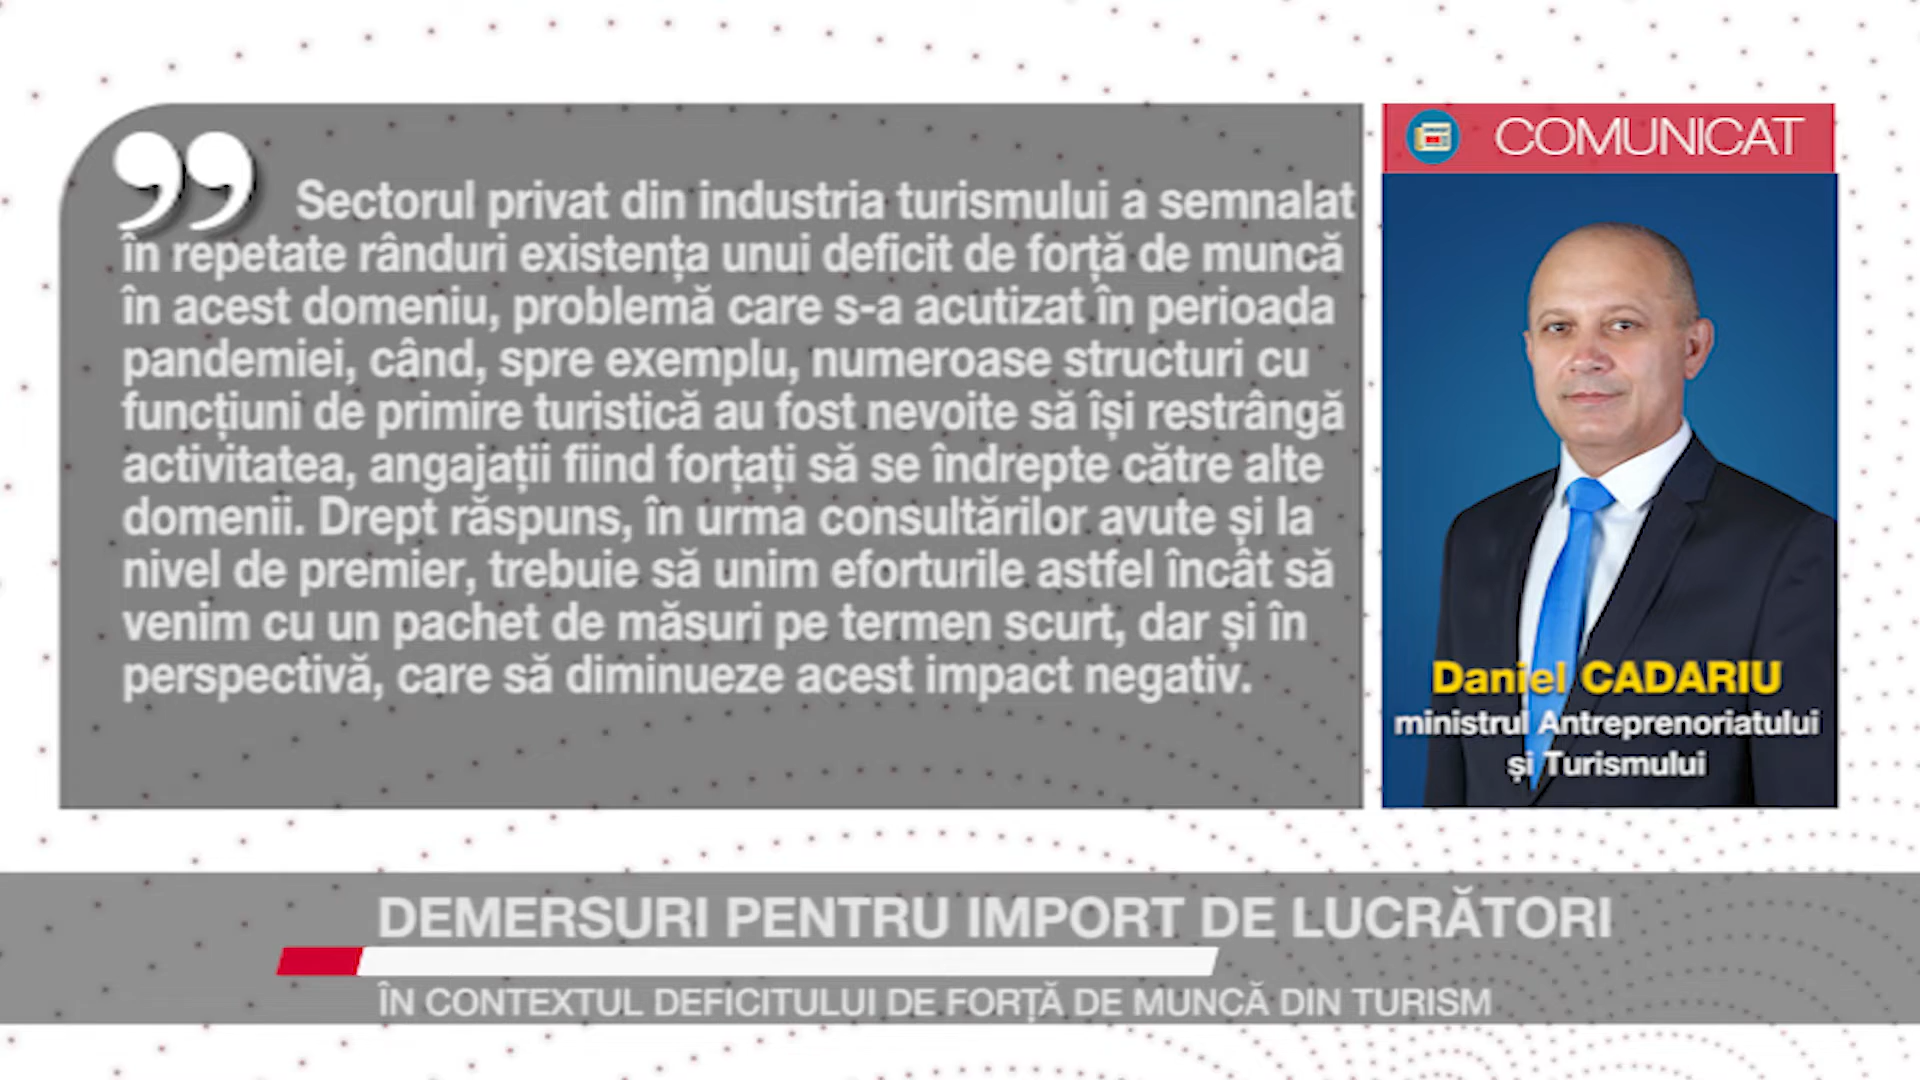 Sectorul privat din industria turismului a semnalat
în repetate rânduri existența unui deficit de forță de muncă
în acest domeniu, problemă care s-a acutizat în perioada
pandemiei, când, spre exemplu, numeroase structuri cu
funcțiuni de primire turistică au fost nevoite să își restrângă
activitatea, angajații fiind forțați să se îndrepte către alte
domenii. Drept răspuns, în urma consultărilor avute și la
nivel de premier, trebuie să unim eforturile astfel încât să
venim cu un pachet de măsuri pe termen scurt, dar și în
perspectivă, care să diminueze acest impact negativ.
COMUNICAT
Daniel CADARIU
ministrul Antreprenoriatului
și Turismului
DEMERSURI PENTRU IMPORT DE LUCRĂTORI
ÎN CONTEXTUL DEFICITULUI DE FORȚĂ DE MUNCĂ DIN TURISM